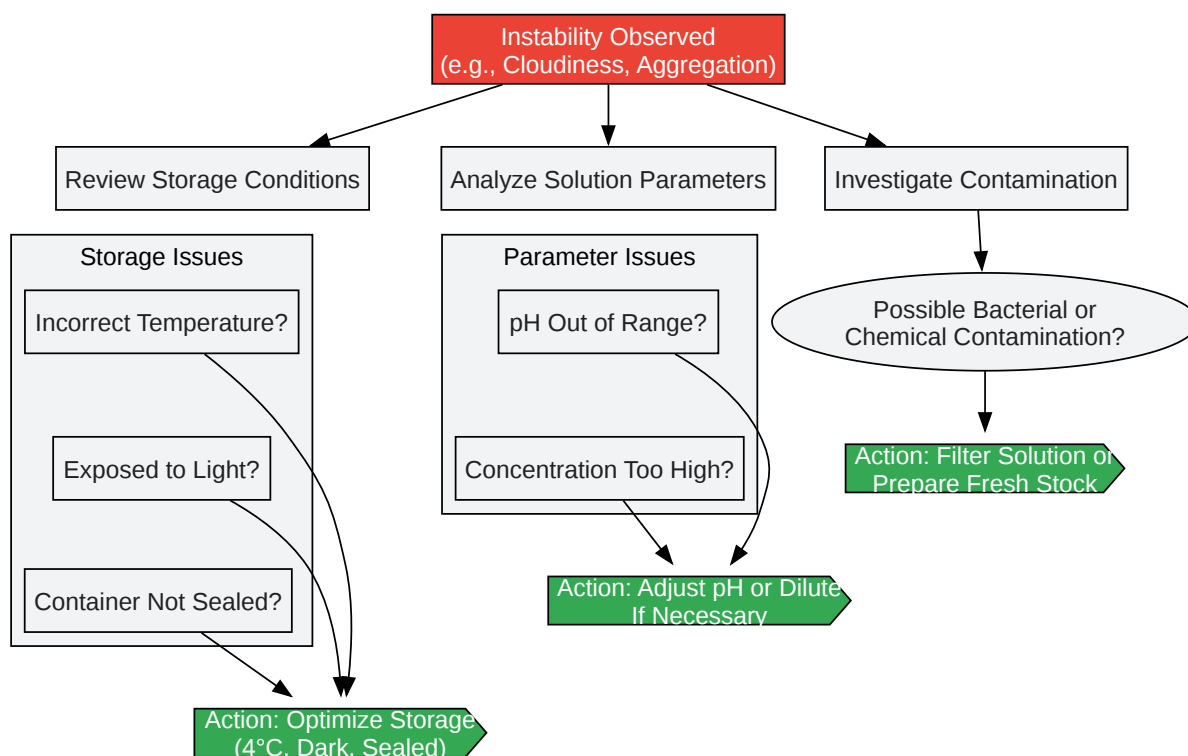 Instability Observed
(e.g., Cloudiness, Aggregation)
Review Storage Conditions
Analyze Solution Parameters
Investigate Contamination
Storage Issues
Incorrect Temperature?
Exposed to Light?
Container Not Sealed?
Parameter Issues
pH Out of Range?
Concentration Too High?
Possible Bacterial or
Chemical Contamination?
Action: Filter Solution or
Prepare Fresh Stock
Action: Adjust pH or Dilute
If Necessary
Action: Optimize Storage
(4°C, Dark, Sealed)